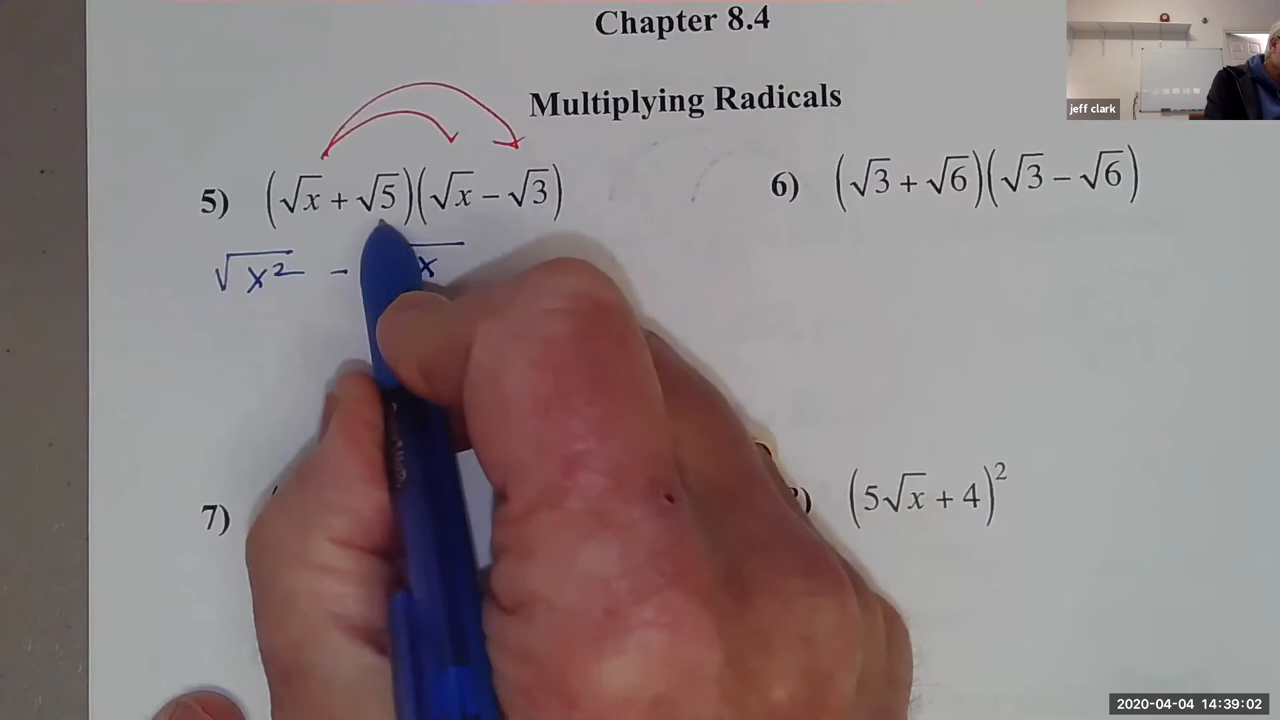 Chapter 8.4
Multiplying Radicals
jeff clark
5) (√x + √5)(√x − √3)
6) (√3 + √6)(√3 − √6)
√x² − x
7)
) (5√x + 4)²
2020-04-04 14:39:02